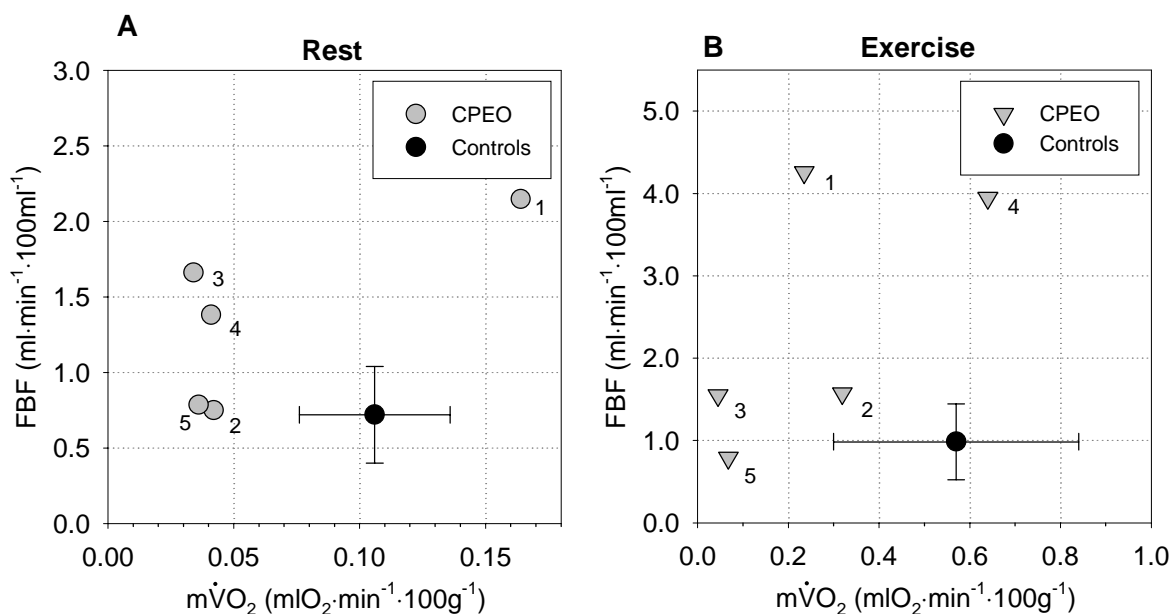 A
Rest
3.0
2.5
2.0
1.5
1.0
0.5
0.0
FBF (ml·min⁻¹·100ml⁻¹)
CPEO
Controls
1
3
4
5
2
0.00
0.05
0.10
0.15
mV̇O₂ (mlO₂·min⁻¹·100g⁻¹)
B
Exercise
5.0
4.0
3.0
2.0
1.0
0.0
FBF (ml·min⁻¹·100ml⁻¹)
CPEO
Controls
1
4
3
2
5
0.0
0.2
0.4
0.6
0.8
1.0
mV̇O₂ (mlO₂·min⁻¹·100g⁻¹)